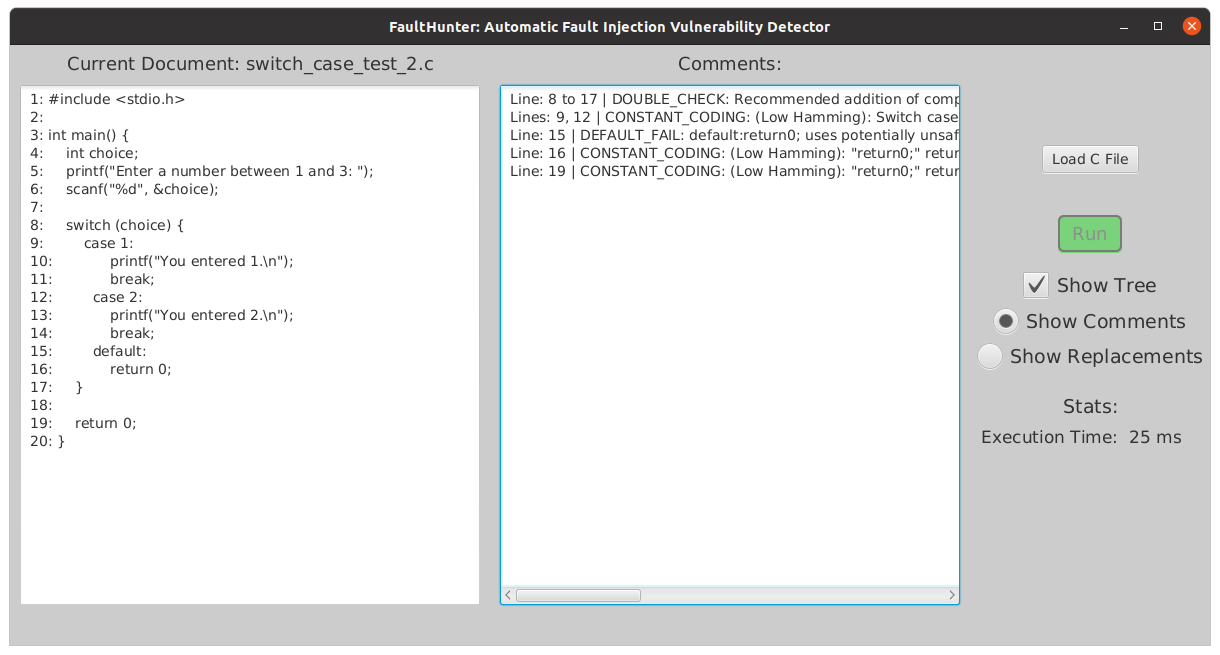 FaultHunter: Automatic Fault Injection Vulnerability Detector
Current Document: switch_case_test_2.c
1: #include <stdio.h>
2:
3: int main() {
4: int choice;
5: printf("Enter a number between 1 and 3: ");
6: scanf("%d", &choice);
7:
8: switch (choice) {
9: case 1:
10: printf("You entered 1.\n");
11: break;
12: case 2:
13: printf("You entered 2.\n");
14: break;
15: default:
16: return 0;
17: }
18:
19: return 0;
20: }
Comments:
Line: 8 to 17 | DOUBLE_CHECK: Recommended addition of comp
Lines: 9, 12 | CONSTANT_CODING: (Low Hamming): Switch case
Line: 15 | DEFAULT_FAIL: default:return0; uses potentially unsaf
Line: 16 | CONSTANT_CODING: (Low Hamming): "return0;" retur
Line: 19 | CONSTANT_CODING: (Low Hamming): "return0;" retur
Load C File
Run
Show Tree
Show Comments
Show Replacements
Stats:
Execution Time: 25 ms